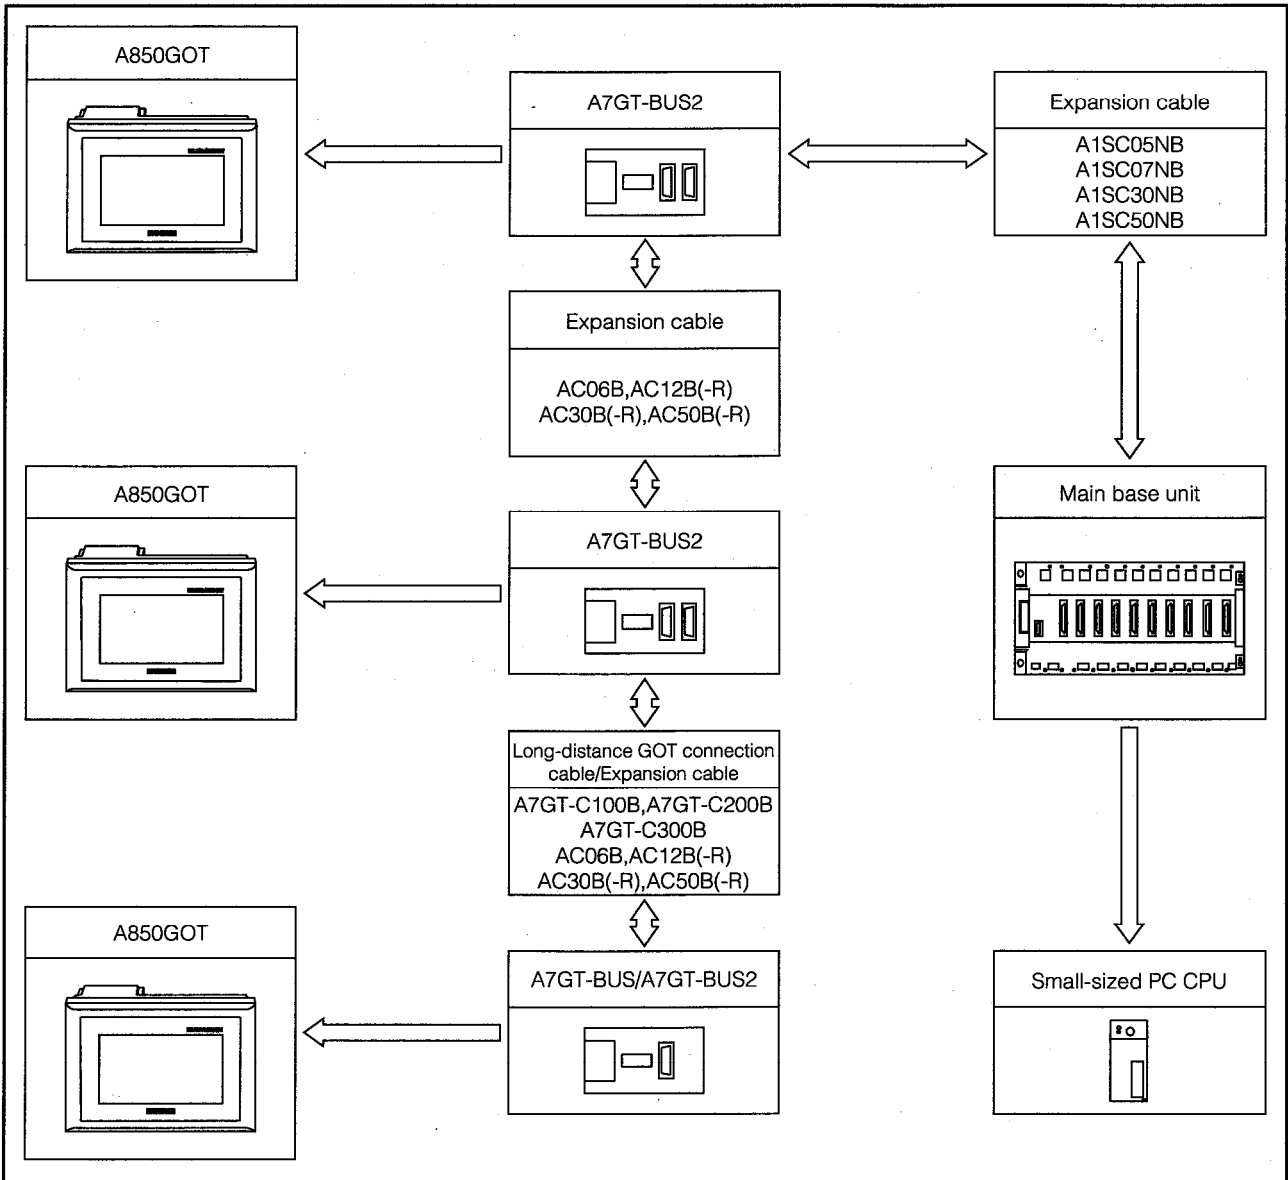 A850GOT
A7GT-BUS2
Expansion cable
A1SC05NB
A1SC07NB
A1SC30NB
A1SC50NB
Expansion cable
AC06B,AC12B(-R)
AC30B(-R),AC50B(-R)
A850GOT
A7GT-BUS2
Main base unit
Long-distance GOT connection
cable/Expansion cable
A7GT-C100B,A7GT-C200B
A7GT-C300B
AC06B,AC12B(-R)
AC30B(-R),AC50B(-R)
A850GOT
A7GT-BUS/A7GT-BUS2
Small-sized PC CPU